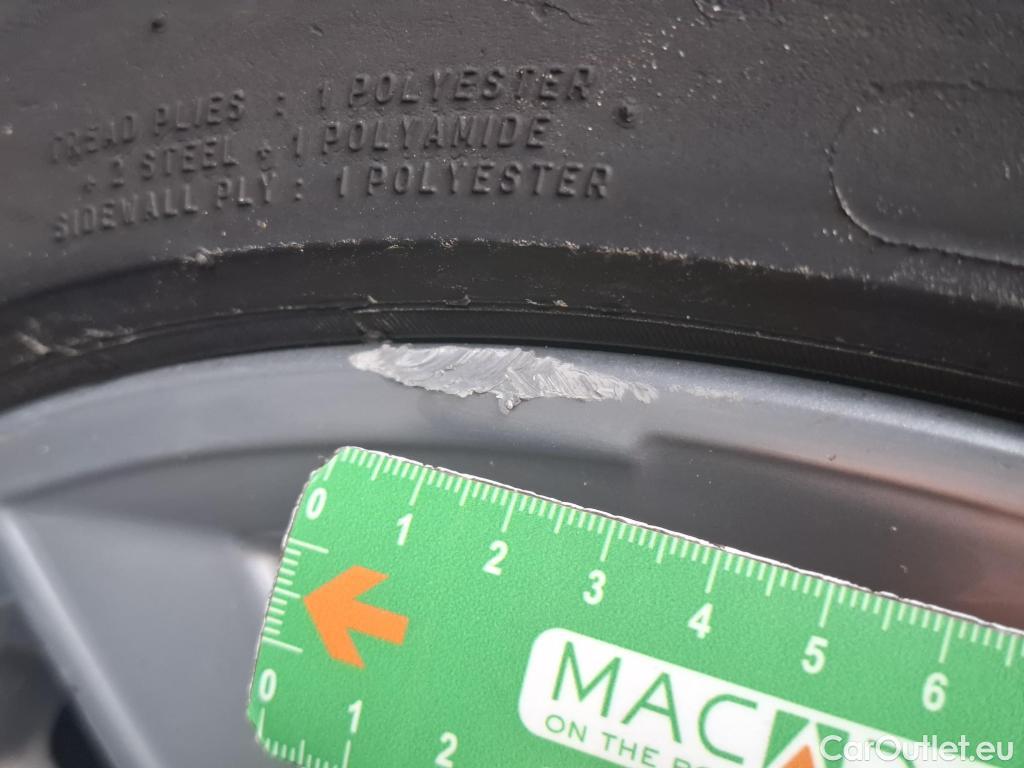 TREAD PLIES : 1 POLYESTER
+ 2 STEEL + 1 POLYAMIDE
SIDEWALL PLY : 1 POLYESTER
0 1 2 3 4 5 6
0 1 2
MAC
ON THE
CarOutlet.eu